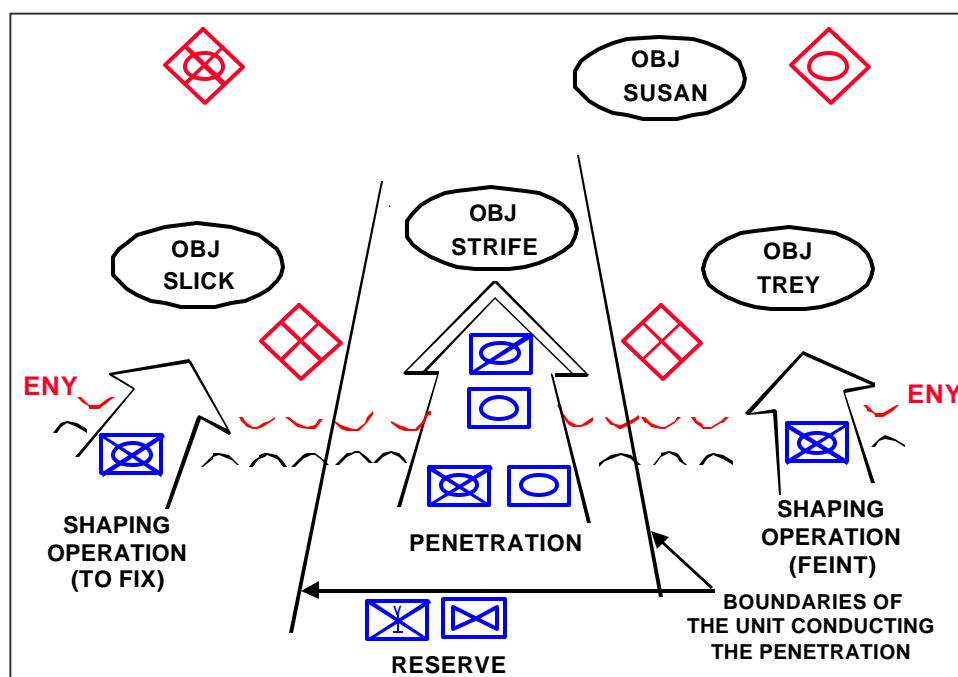 OBJ
SUSAN
OBJ
STRIFE
OBJ
SLICK
OBJ
TREY
ENY
ENY
SHAPING
OPERATION
(TO FIX)
PENETRATION
SHAPING
OPERATION
(FEINT)
BOUNDARIES OF
THE UNIT CONDUCTING
THE PENETRATION
RESERVE